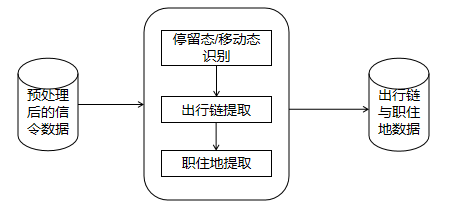 预处理
后的信
令数据
停留态/移动态
识别
出行链提取
职住地提取
出行链
与职住
地数据